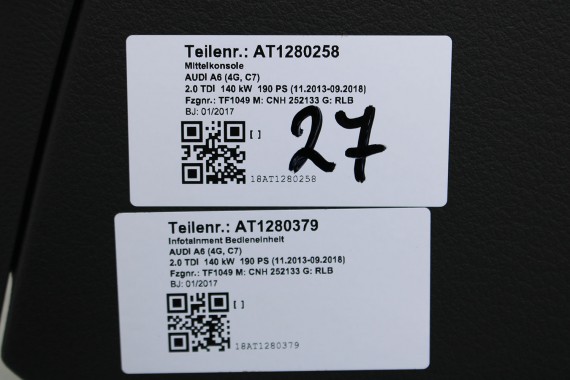 Teilenr.: AT1280258
Mittelkonsole
AUDI A6 (4G, C7)
2.0 TDI 140 kW 190 PS (11.2013-09.2018)
Fzgnr.: TF1049 M: CNH 252133 G: RLB
BJ: 01/2017
[ ]
27
18AT1280258
Teilenr.: AT1280379
Infotainment Bedieneinheit
AUDI A6 (4G, C7)
2.0 TDI 140 kW 190 PS (11.2013-09.2018)
Fzgnr.: TF1049 M: CNH 252133 G: RLB
BJ: 01/2017
[ ]
18AT1280379